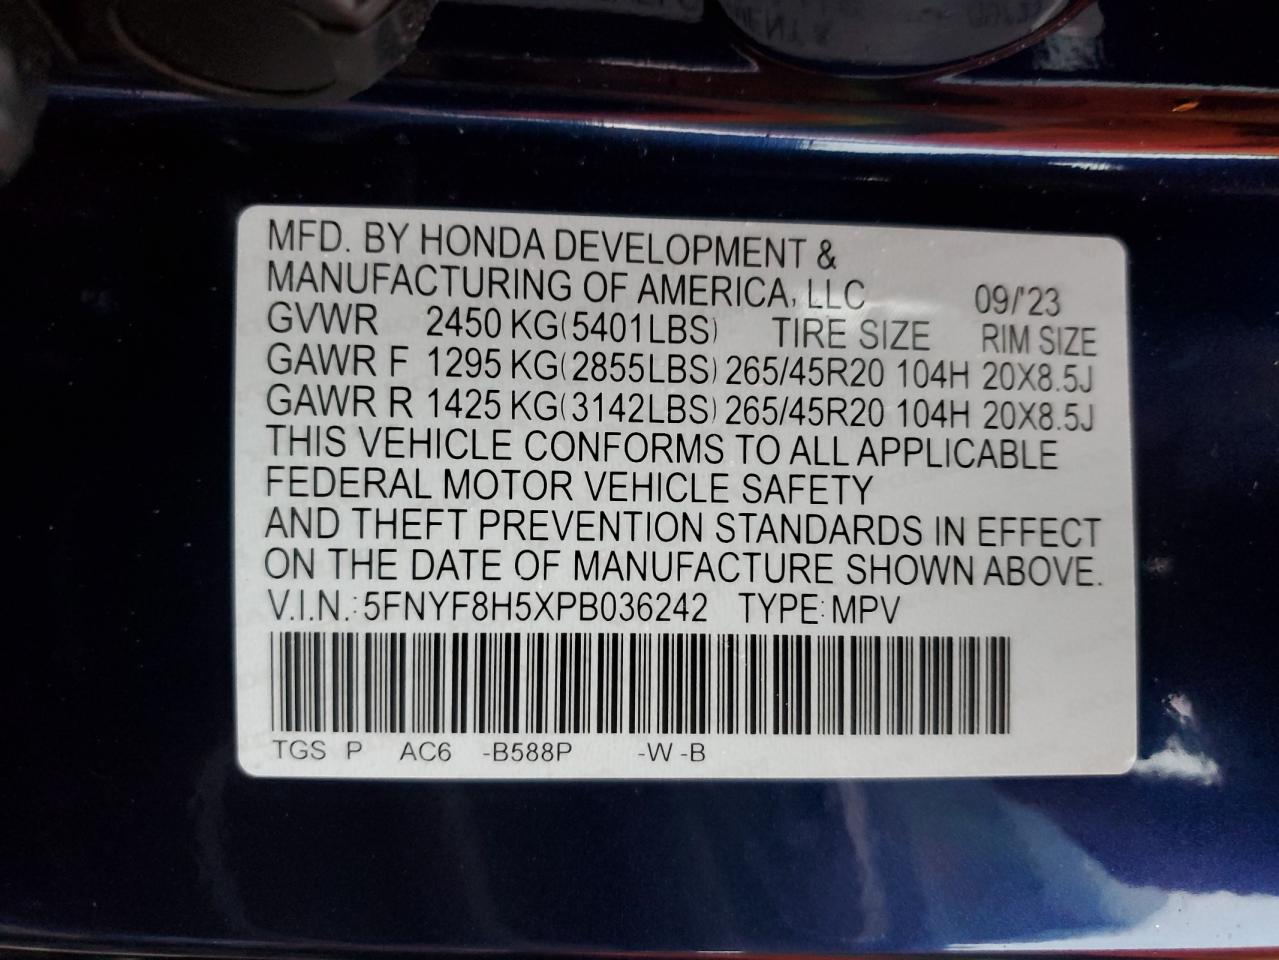 MFD. BY HONDA DEVELOPMENT &
MANUFACTURING OF AMERICA, LLC 09/'23
GVWR 2450 KG(5401LBS) TIRE SIZE RIM SIZE
GAWR F 1295 KG(2855LBS) 265/45R20 104H 20X8.5J
GAWR R 1425 KG(3142LBS) 265/45R20 104H 20X8.5J
THIS VEHICLE CONFORMS TO ALL APPLICABLE
FEDERAL MOTOR VEHICLE SAFETY
AND THEFT PREVENTION STANDARDS IN EFFECT
ON THE DATE OF MANUFACTURE SHOWN ABOVE.
V.I.N.: 5FNYF8H5XPB036242 TYPE: MPV
TGS P AC6 -B588P -W -B